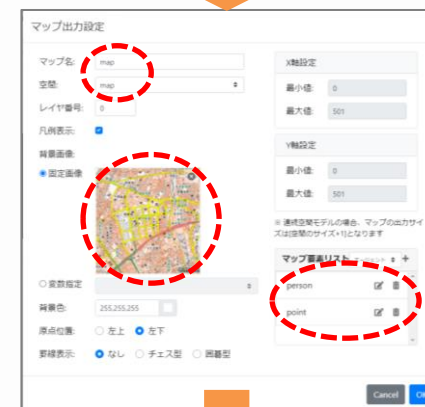 マップ出力設定
マップ名: map
空間: map
レイヤ番号: 0
凡例表示:
背景画像:
固定画像
変数指定
背景色: 255,255,255
原点位置: 左上 左下
罫線表示: なし チェス型 囲碁型
X軸設定
最小値: 0
最大値: 501
Y軸設定
最小値: 0
最大値: 501
※ 連続空間モデルの場合、マップの出力サイ
ズは[空間のサイズ+1]となります
マップ要素リスト
person
point
Cancel
OK